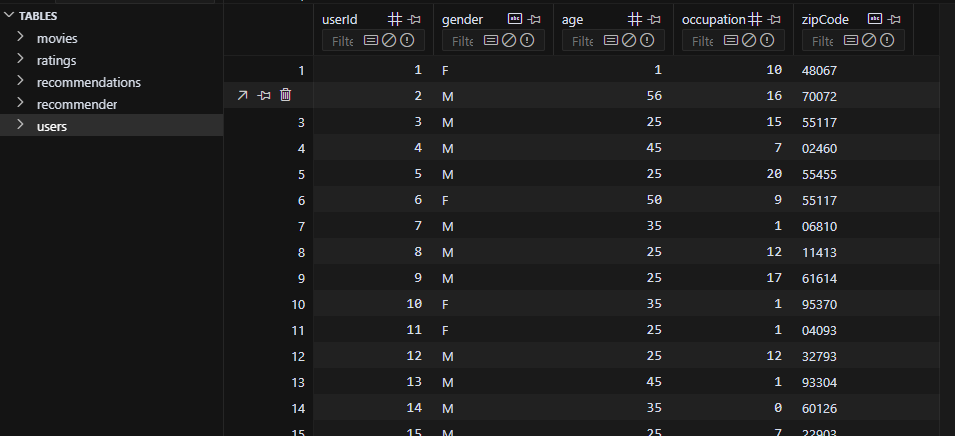 TABLES
movies
ratings
recommendations
recommender
users
userId gender age occupation zipCode
Filte Filte Filte Filte Filte
1 1 F 1 10 48067
2 M 56 16 70072
3 3 M 25 15 55117
4 4 M 45 7 02460
5 5 M 25 20 55455
6 6 F 50 9 55117
7 7 M 35 1 06810
8 8 M 25 12 11413
9 9 M 25 17 61614
10 10 F 35 1 95370
11 11 F 25 1 04093
12 12 M 25 12 32793
13 13 M 45 1 93304
14 14 M 35 0 60126
15 15 M 25 7 22903